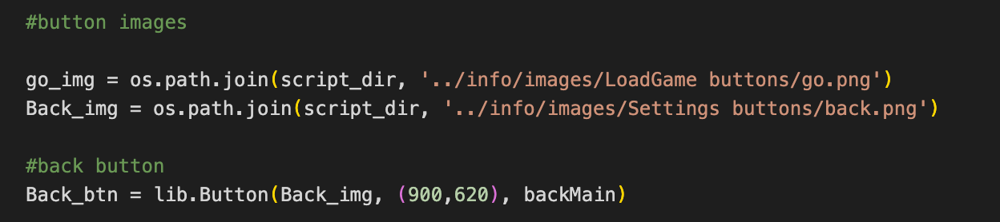 #button images
go_img = os.path.join(script_dir, '../info/images/LoadGame buttons/go.png')
Back_img = os.path.join(script_dir, '../info/images/Settings buttons/back.png')
#back button
Back_btn = lib.Button(Back_img, (900,620), backMain)